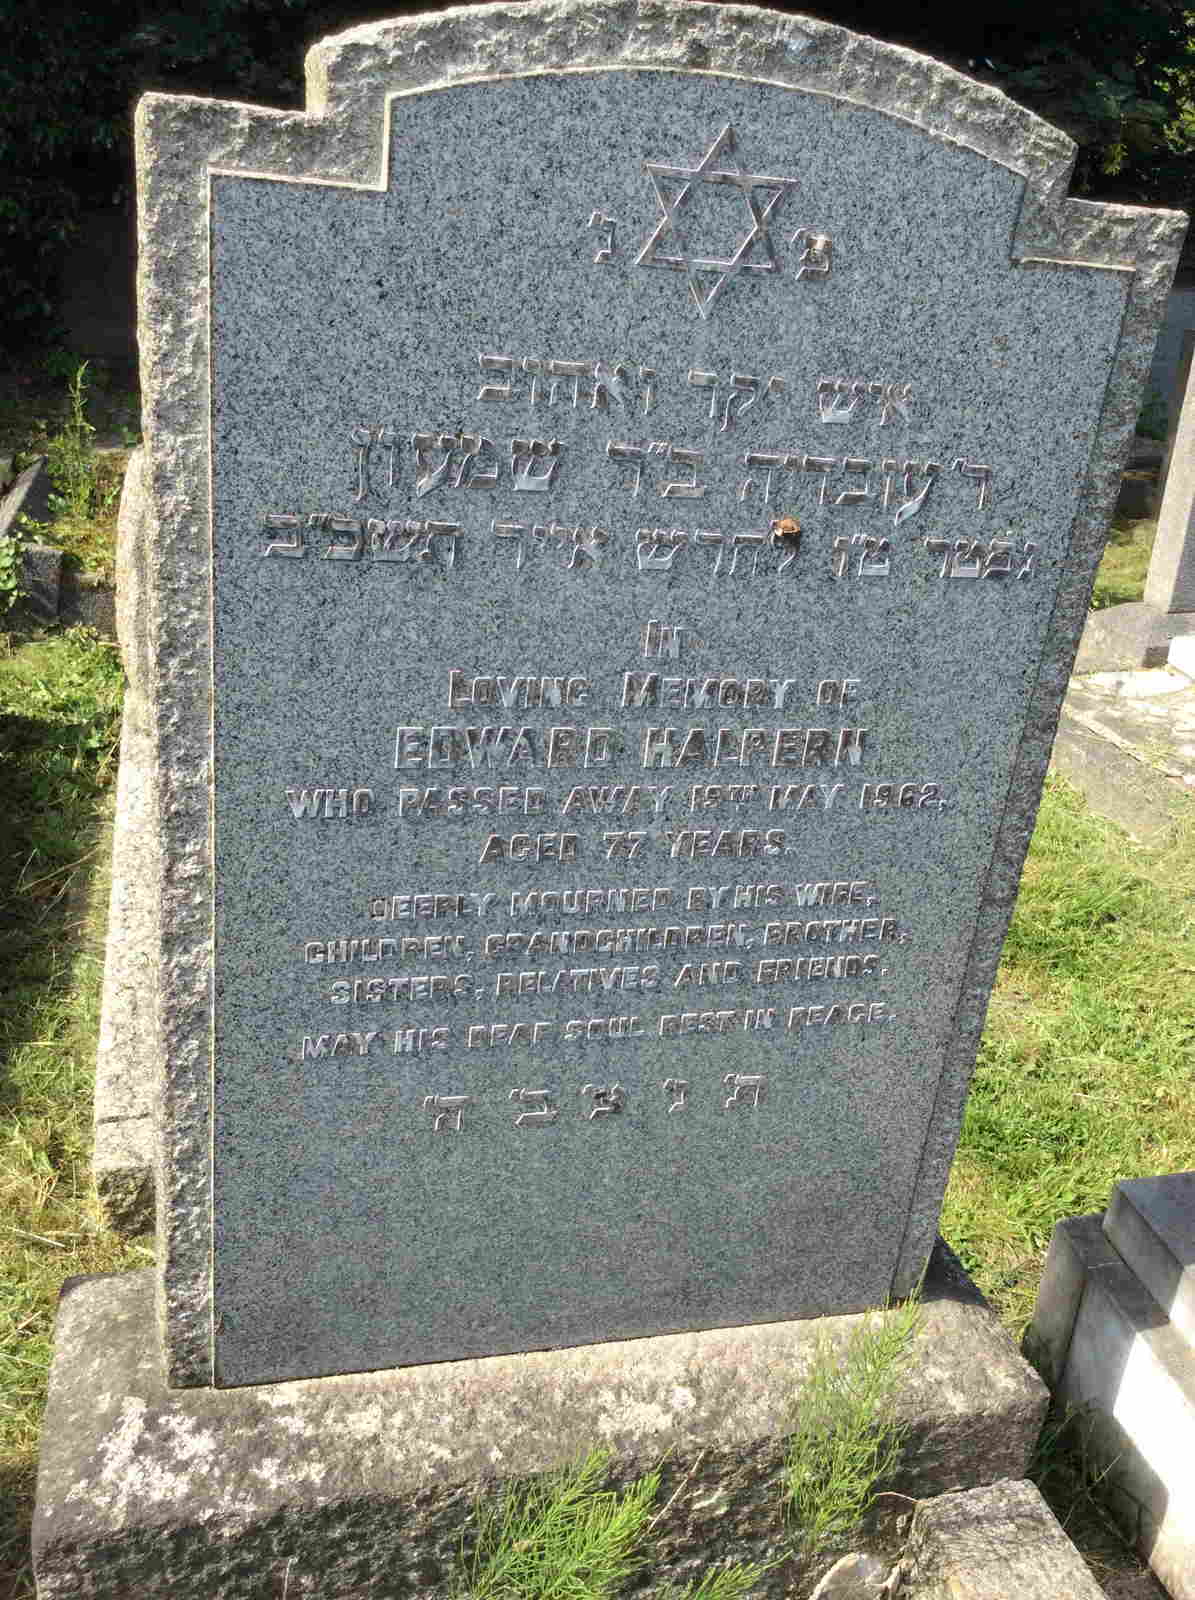 פ' נ'
איש יקר ואהוב
ר' עובדיה ב"ר שמעון
נפטר ט"ו לחדש אייר תשכ"ב
IN
LOVING MEMORY OF
EDWARD HALPERN
WHO PASSED AWAY 19TH MAY 1962,
AGED 77 YEARS.
DEERLY MOURNED BY HIS WIFE,
CHILDREN, GRANDCHILDREN, BROTHER,
SISTERS, RELATIVES AND FRIENDS.
MAY HIS DEAR SOUL REST IN PEACE.
ת' נ' צ' ב' ה'